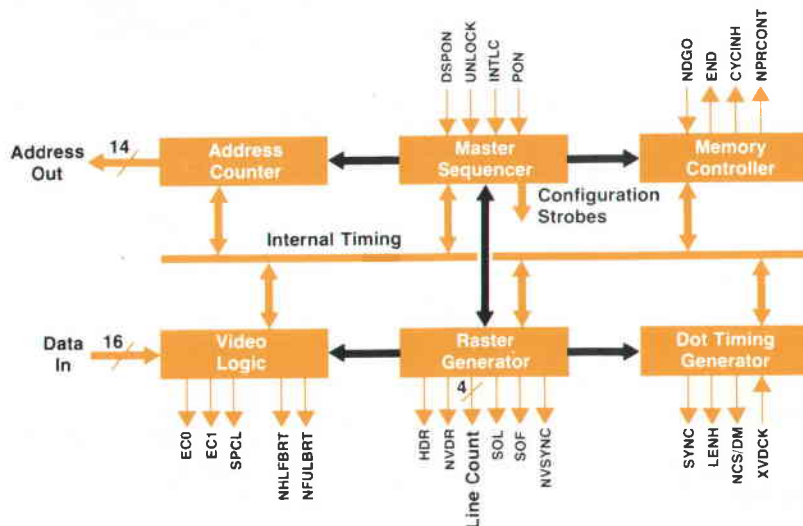 DSPON
UNLOCK
INTLC
PON
NDGO
END
CYCINH
NPRCONT
Address
Out
14
Address
Counter
Master
Sequencer
Memory
Controller
Configuration
Strobes
Internal Timing
Data
In
16
Video
Logic
Raster
Generator
Dot Timing
Generator
4
EC0
EC1
SPCL
NHLFBRT
NFULBRT
HDR
NVDR
Line Count
SOL
SOF
NVSYNC
SYNC
LENH
NCS/DM
XVDCK